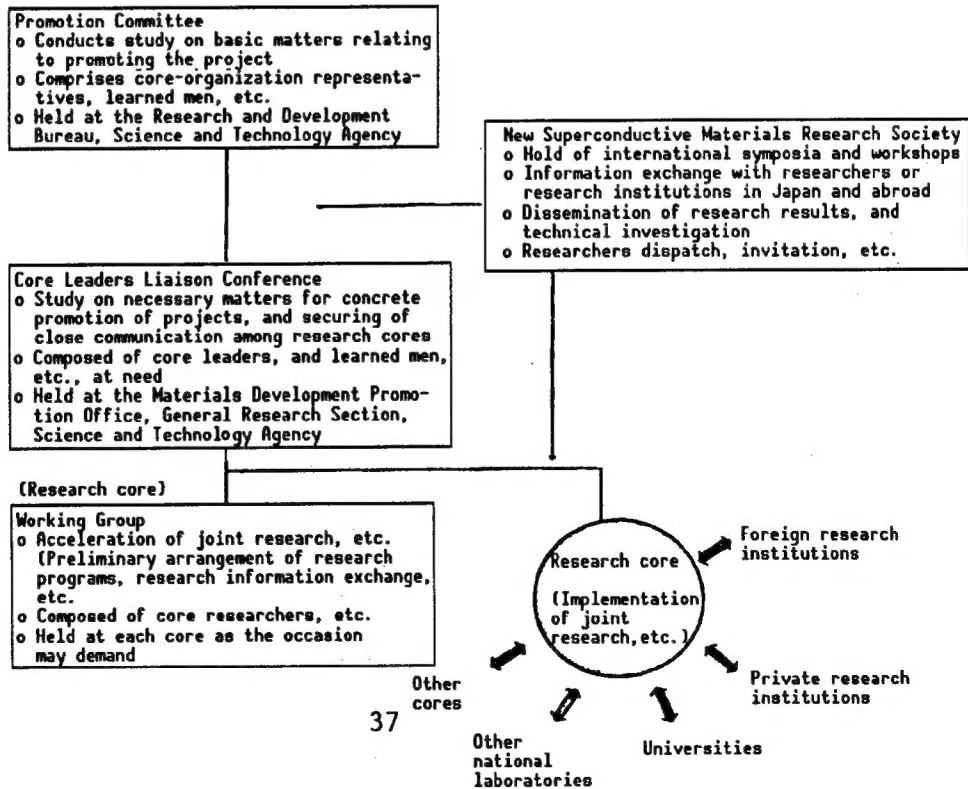 Promotion Committee
o Conducts study on basic matters relating
to promoting the project
o Comprises core-organization representa-
tives, learned men, etc.
o Held at the Research and Development
Bureau, Science and Technology Agency
New Superconductive Materials Research Society
o Hold of international symposia and workshops
o Information exchange with researchers or
research institutions in Japan and abroad
o Dissemination of research results, and
technical investigation
o Researchers dispatch, invitation, etc.
Core Leaders Liaison Conference
o Study on necessary matters for concrete
promotion of projects, and securing of
close communication among research cores
o Composed of core leaders, and learned men,
etc., at need
o Held at the Materials Development Promo-
tion Office, General Research Section,
Science and Technology Agency
(Research core)
Working Group
o Acceleration of joint research, etc.
(Preliminary arrangement of research
programs, research information exchange,
etc.
o Composed of core researchers, etc.
o Held at each core as the occasion
may demand
Research core
(Implementation
of joint
research,etc.)
Foreign research
institutions
Private research
institutions
Universities
Other
national
laboratories
Other
cores
37